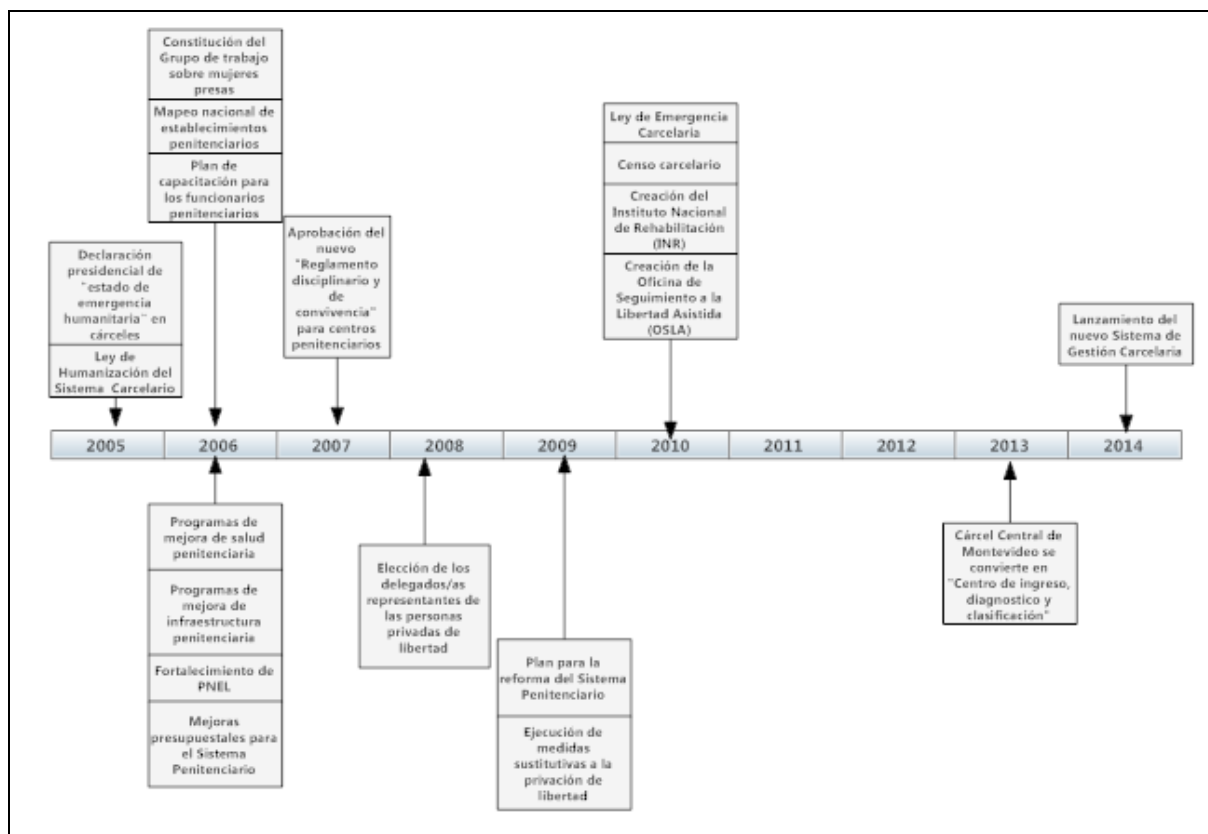 Constitución del
Grupo de trabajo
sobre mujeres
presas
Mapeo nacional de
establecimientos
penitenciarios
Plan de
capacitación para
los funcionarios
penitenciarios
Ley de Emergencia
Carcelaria
Censo carcelario
Creación del
Instituto Nacional
de Rehabilitación
(INR)
Creación de la
Oficina de
Seguimiento a la
Libertad Asistida
(OSLA)
Aprobación del
nuevo
"Reglamento
disciplinario y
de
convivencia"
para centros
penitenciarios
Declaración
presidencial de
"estado de
emergencia
humanitaria" en
cárceles
Ley de
Humanización del
Sistema Carcelario
Lanzamiento del
nuevo Sistema de
Gestión Carcelaria
2005 2006 2007 2008 2009 2010 2011 2012 2013 2014
Programas de
mejora de salud
penitenciaria
Programas de
mejora de
infraestructura
penitenciaria
Fortalecimiento de
PNEL
Mejoras
presupuestales para
el Sistema
Penitenciario
Elección de los
delegados/as
representantes de
las personas
privadas de
libertad
Plan para la
reforma del Sistema
Penitenciario
Ejecución de
medidas
sustitutivas a la
privación de
libertad
Cárcel Central de
Montevideo se
convierte en
"Centro de ingreso,
diagnostico y
clasificación"